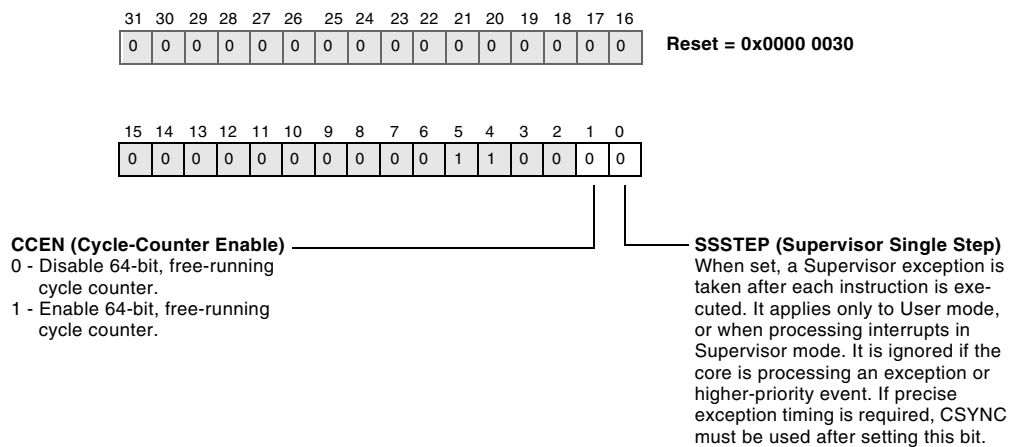 31 30 29 28 27 26 25 24 23 22 21 20 19 18 17 16
0 0 0 0 0 0 0 0 0 0 0 0 0 0 0 0
Reset = 0x0000 0030
15 14 13 12 11 10 9 8 7 6 5 4 3 2 1 0
0 0 0 0 0 0 0 0 0 0 1 1 0 0 0 0
CCEN (Cycle-Counter Enable)
0 - Disable 64-bit, free-running
cycle counter.
1 - Enable 64-bit, free-running
cycle counter.
SSSTEP (Supervisor Single Step)
When set, a Supervisor exception is
taken after each instruction is exe-
cuted. It applies only to User mode,
or when processing interrupts in
Supervisor mode. It is ignored if the
core is processing an exception or
higher-priority event. If precise
exception timing is required, CSYNC
must be used after setting this bit.